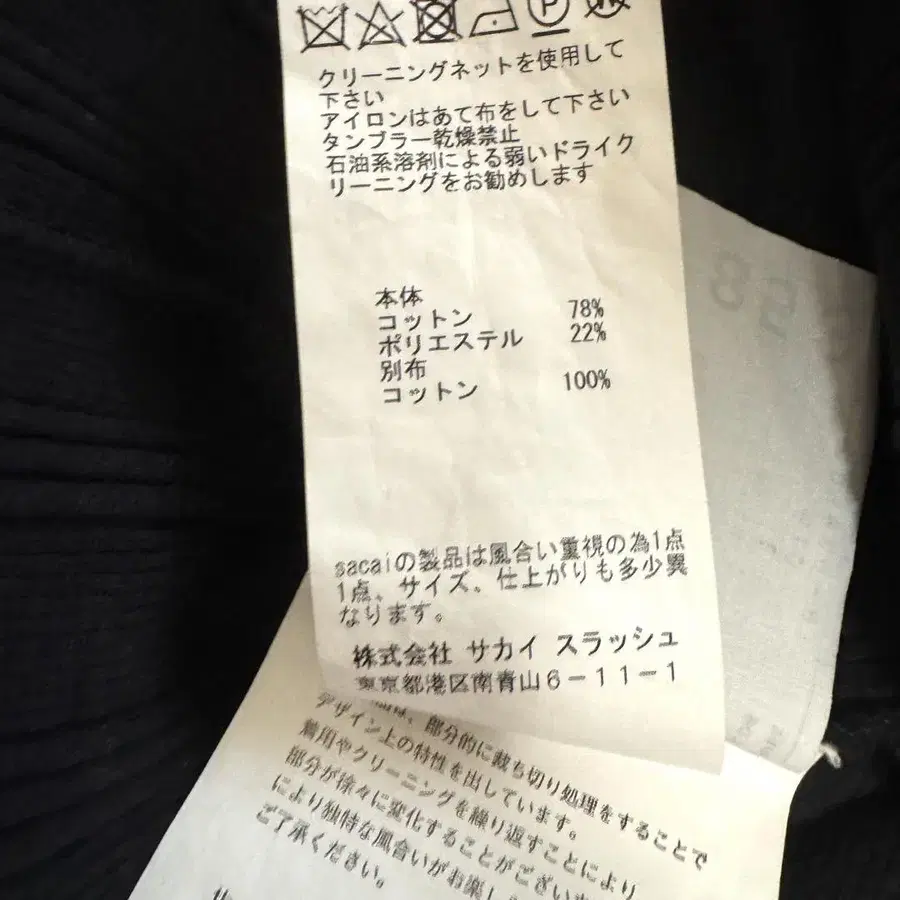 クリーニングネットを使用して
下さい
アイロンはあて布をして下さい
タンブラー乾燥禁止
石油系溶剤による弱いドライク
リーニングをお勧めします
本体
コットン 78%
ポリエステル 22%
別布
コットン 100%
sacaiの製品は風合い重視の為1点
1点、サイズ、仕上がりも多少異
なります。
株式会社 サカイ スラッシュ
東京都港区南青山6-11-1
、部分的に裁ち切り処理をすることで
デザイン上の特性を出しています。
着用やクリーニングを繰り返すことにより
部分が徐々に変化することがござい
により独特な風合いがお楽し
ご了承ください。